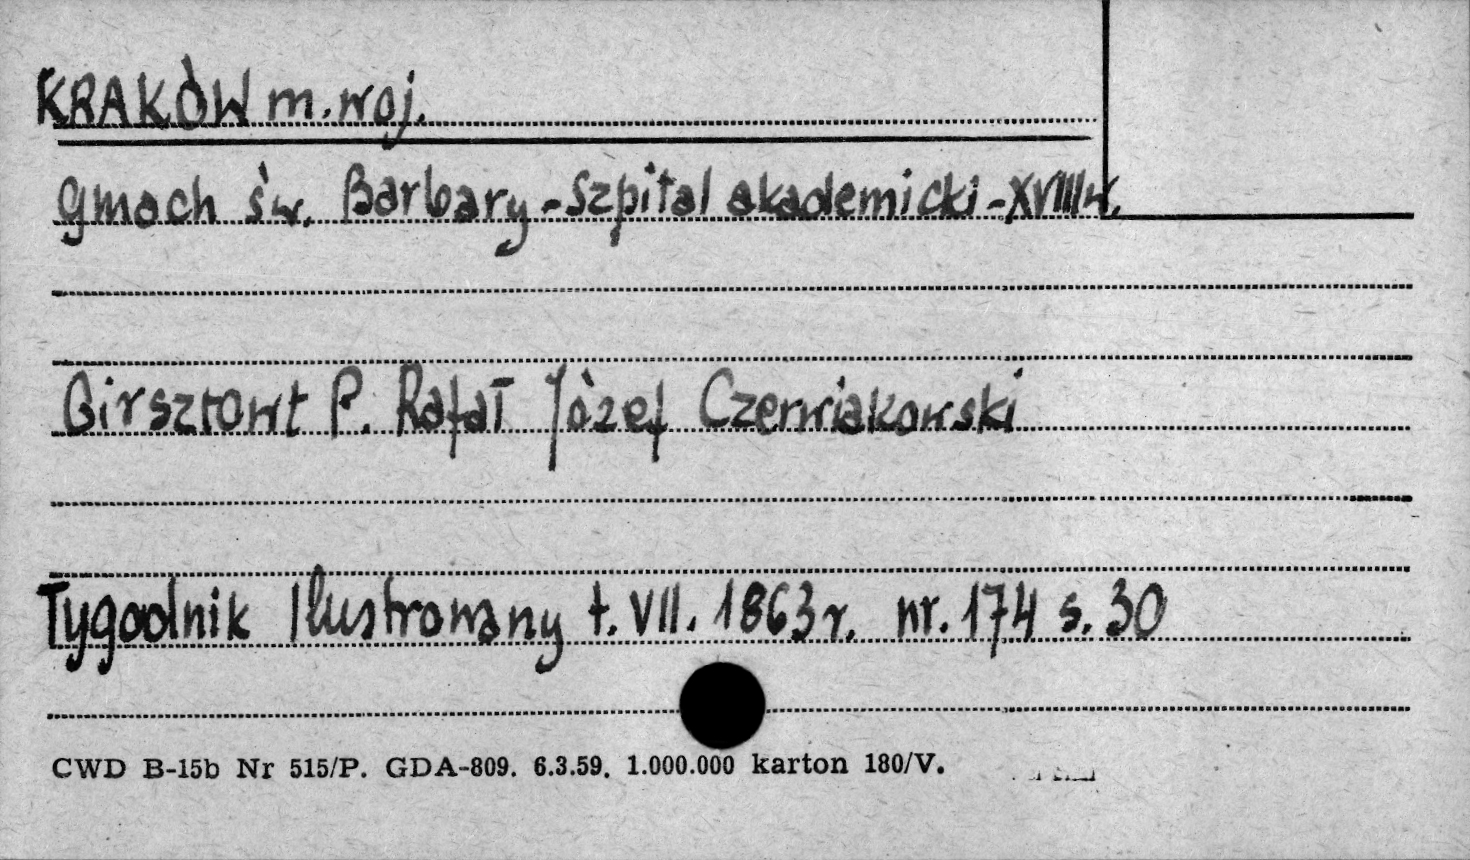 KRAKÓW m. woj.
gmach św. Barbary - szpital akademicki - XVIII w.
Girsztowt P. Rafał Józef Czerwiakowski
Tygodnik Ilustrowany t. VII. 1863 r. nr. 174 s. 30
CWD B-15b Nr 515/P. GDA-809. 6.3.59. 1.000.000 karton 180/V.